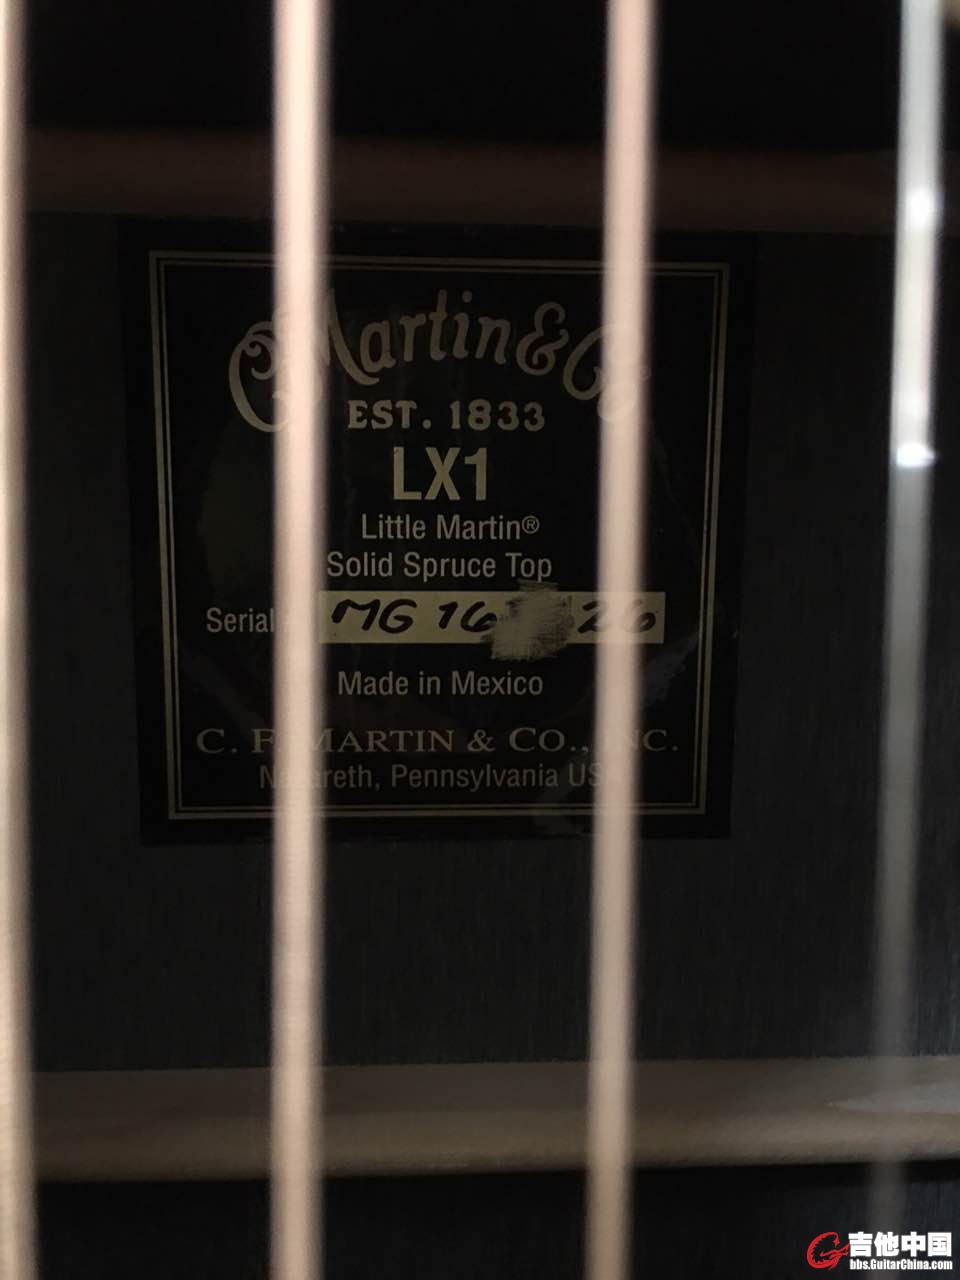 Martin & Co
EST. 1833
LX1
Little Martin®
Solid Spruce Top
Serial MG 16 26
Made in Mexico
C. F. MARTIN & CO., INC.
Nazareth, Pennsylvania USA
吉他中国
bbs.GuitarChina.com